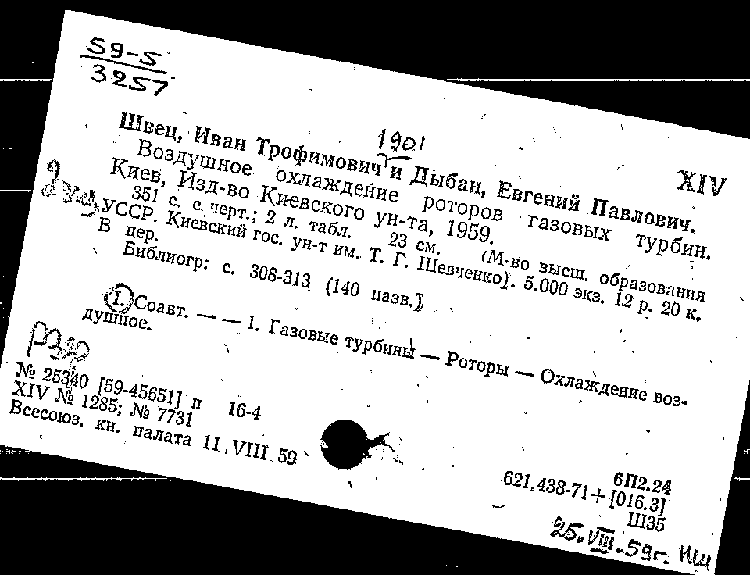 59-5
3257
1901
XIV
Швец, Иван Трофимович и Дыбан, Евгений Павлович.
Воздушное охлаждение роторов газовых турбин.
Киев, Изд-во Киевского ун-та, 1959.
351 с. с черт.; 2 л. табл. 23 см. (М-во высш. образования
УССР. Киевский гос. ун-т им. Т. Г. Шевченко). 5.000 экз. 12 р. 20 к.
В пер.
Библиогр: с. 306-313 (140 назв.)
1. Соавт. — — 1. Газовые турбины — Роторы — Охлаждение воз-
душное.
№ 25340 [59-45651] п 16-4
XIV № 1285; № 7731
Всесоюз. кн. палата 11.VIII.59
6П2.24
621.438-71+[016.3]
Ш35
25.VIII.59г.